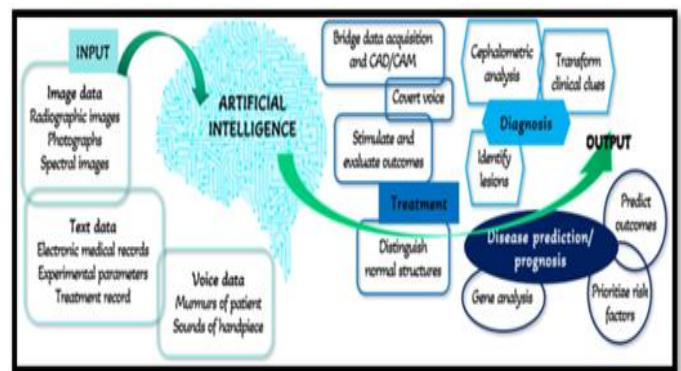 INPUT
Image data
Radiographic images
Photographs
Spectral images
Text data
Electronic medical records
Experimental parameters
Treatment record
Voice data
Murmurs of patient
Sounds of handpiece
ARTIFICIAL
INTELLIGENCE
Bridge data acquisition
and CAD/CAM
Covert voice
Stimulate and
evaluate outcomes
Treatment
Distinguish
normal structures
Cephalometric
analysis
Transform
clinical clues
Diagnosis
Identify
lesions
OUTPUT
Disease prediction/
prognosis
Predict
outcomes
Gene analysis
Prioritize risk
factors